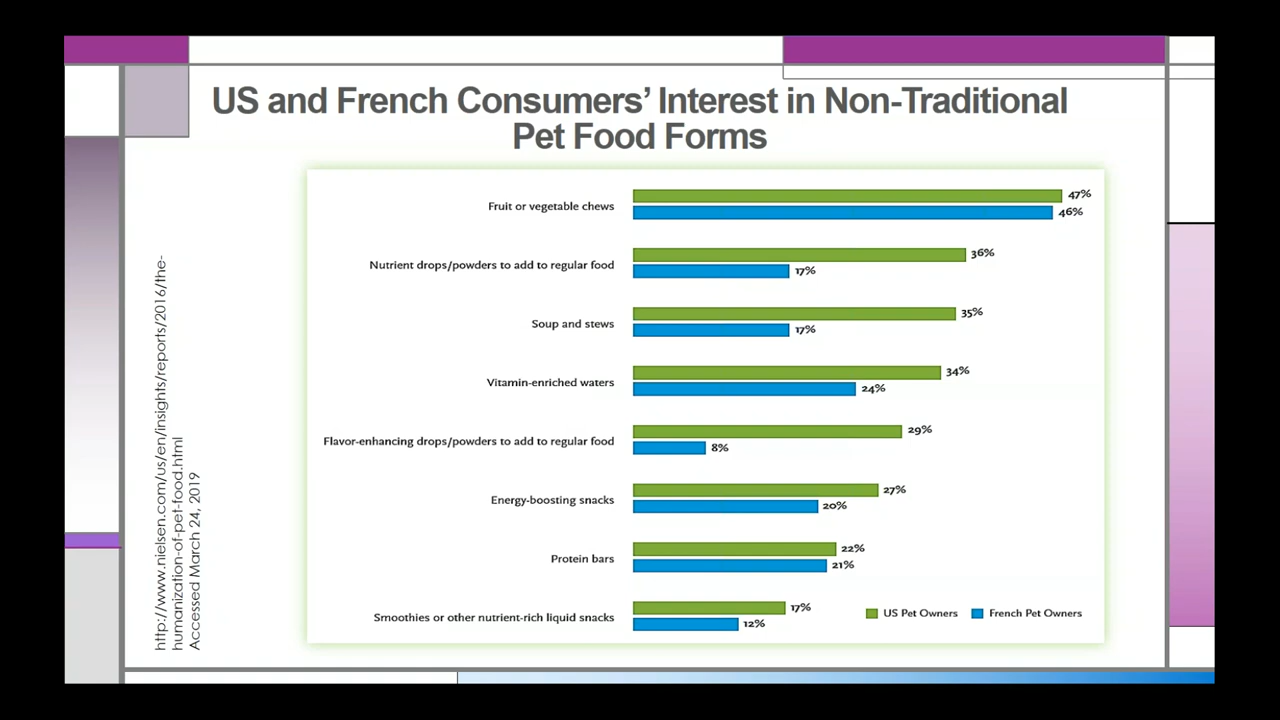 US and French Consumers’ Interest in Non-Traditional
Pet Food Forms
http://www.nielsen.com/us/en/insights/reports/2016/the-
humanization-of-pet-food.html
Accessed March 24, 2019
Fruit or vegetable chews
47%
46%
Nutrient drops/powders to add to regular food
36%
17%
Soup and stews
35%
17%
Vitamin-enriched waters
34%
24%
Flavor-enhancing drops/powders to add to regular food
29%
8%
Energy-boosting snacks
27%
20%
Protein bars
22%
21%
Smoothies or other nutrient-rich liquid snacks
17%
12%
US Pet Owners
French Pet Owners